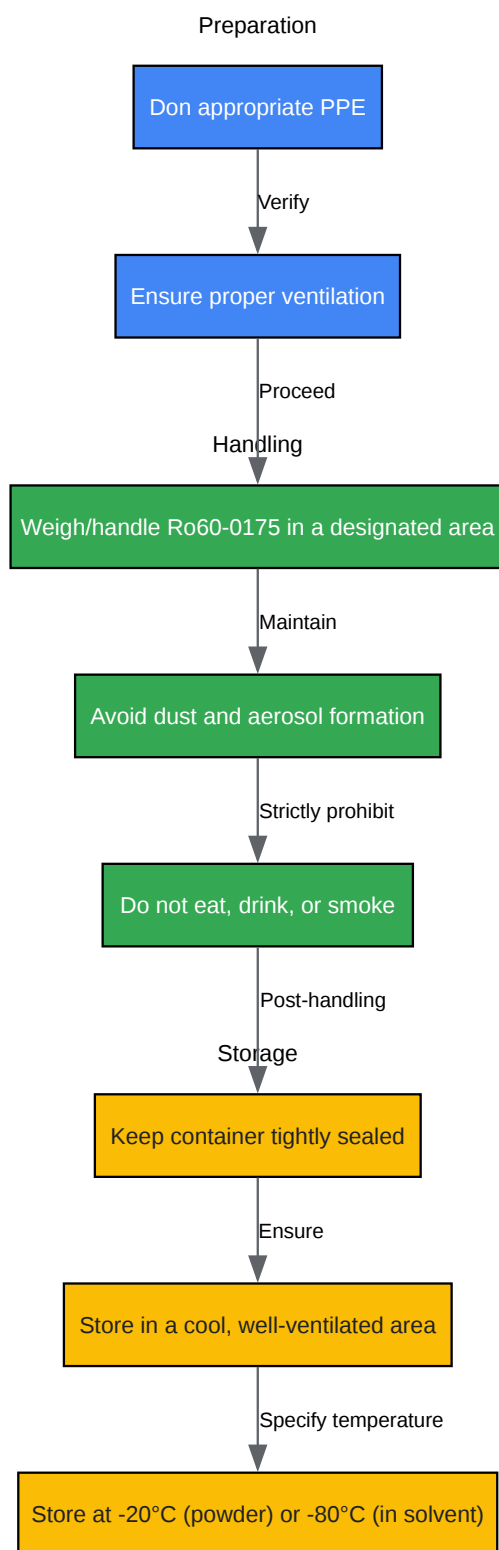 Preparation
Don appropriate PPE
Verify
Ensure proper ventilation
Proceed
Handling
Weigh/handle Ro60-0175 in a designated area
Maintain
Avoid dust and aerosol formation
Strictly prohibit
Do not eat, drink, or smoke
Post-handling
Storage
Keep container tightly sealed
Ensure
Store in a cool, well-ventilated area
Specify temperature
Store at -20°C (powder) or -80°C (in solvent)